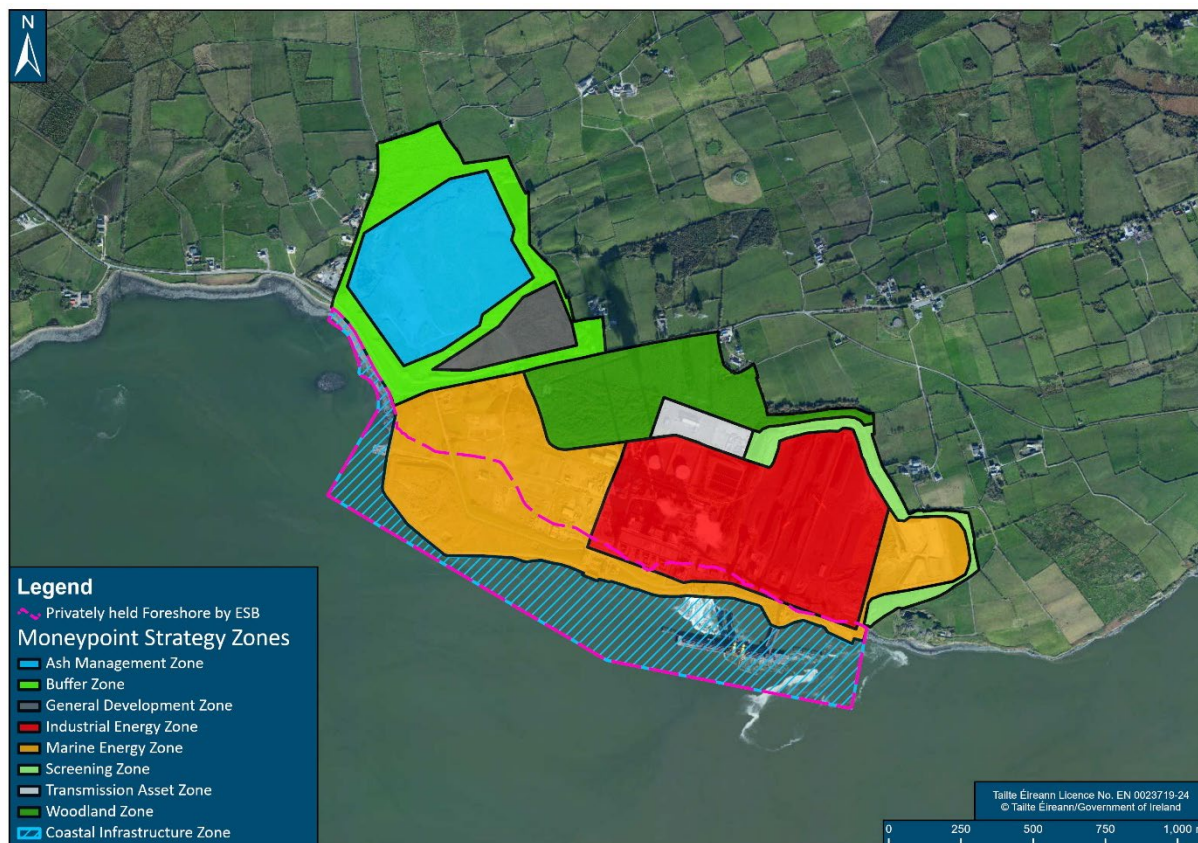 N
Legend
Privately held Foreshore by ESB
Moneypoint Strategy Zones
Ash Management Zone
Buffer Zone
General Development Zone
Industrial Energy Zone
Marine Energy Zone
Screening Zone
Transmission Asset Zone
Woodland Zone
Coastal Infrastructure Zone
Tailte Éireann Licence No. EN 0023719-24
© Tailte Éireann/Government of Ireland
0 250 500 750 1,000